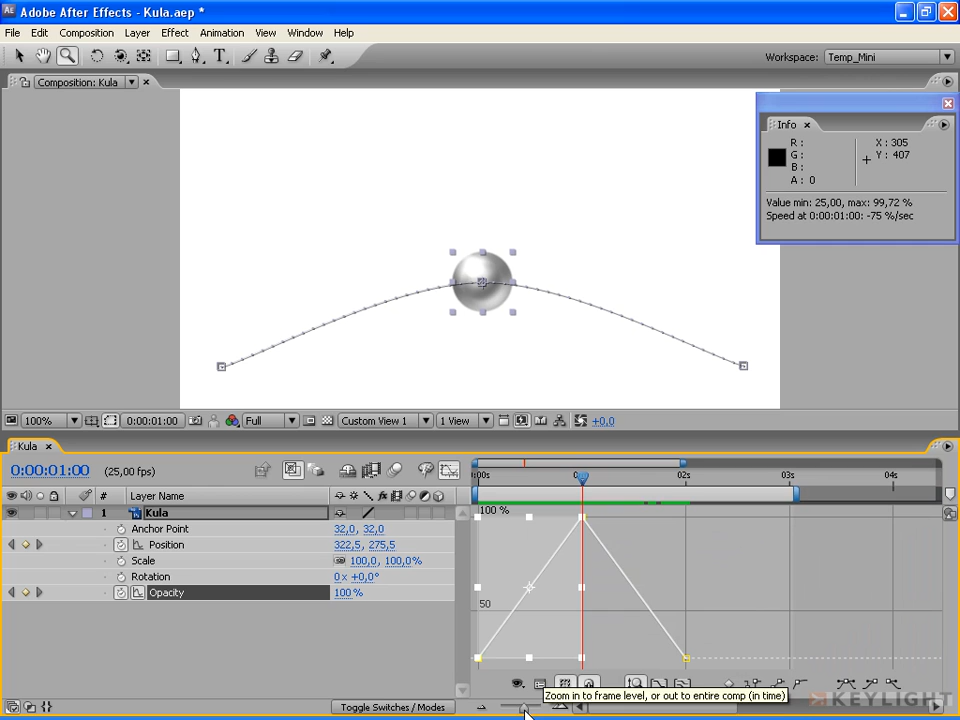 Adobe After Effects - Kula.aep *
File Edit Composition Layer Effect Animation View Window Help
Workspace: Temp_Mini
Composition: Kula
Info
R :
G :
B :
A : 0
X : 305
Y : 407
Value min: 25,00, max: 99,72 %
Speed at 0:00:01:00: -75 %/sec
100% 0:00:01:00 Full Custom View 1 1 View +0,0
Kula
0:00:01:00 (25,00 fps)
# Layer Name
1 Kula
Anchor Point 32,0, 32,0
Position 322,5, 275,5
Scale 100,0, 100,0%
Rotation 0 x +0,0°
Opacity 100 %
02s 03s 04s
100 %
50
Zoom in to frame level, or out to entire comp (in time)
Toggle Switches / Modes
KEYLIGHT